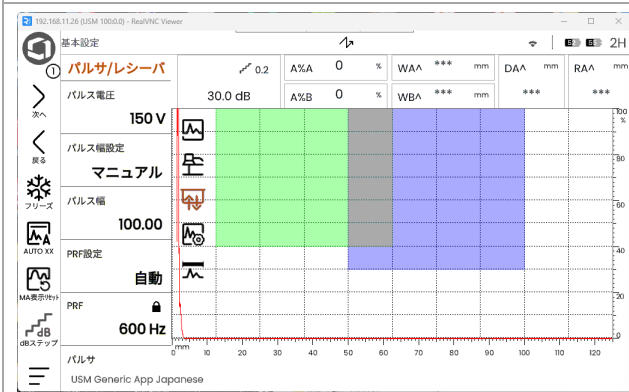 192.168.11.26 (USM 100:0.0) - RealVNC Viewer
基本設定
2H
1
パルサ/レシーバ
0.2
30.0 dB
A%A 0 %
A%B 0 %
WA^ *** mm
WB^ *** mm
DA^ mm
***
RA^ mm
***
次へ
戻る
フリーズ
AUTO XX
MA表示リセット
dB
dBステップ
パルス電圧
150 V
パルス幅設定
マニュアル
パルス幅
100.00
PRF設定
自動
PRF
600 Hz
パルサ
100
80
60
40
20
0
mm
0 10 20 30 40 50 60 70 80 90 100 110 120
USM Generic App Japanese